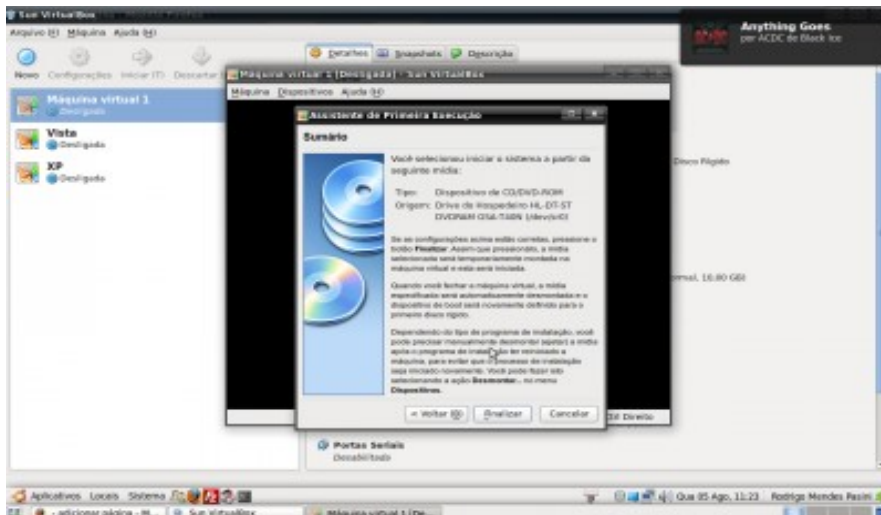 Sun VirtualBox
Arquivo (F) Máquina Ajuda (H)
Anything Goes
por ACDC de Black Ice
Novo Configurações Iniciar (T) Descartar
Detalhes Snapshots Descrição
Máquina virtual 1 [Desligada] - Sun VirtualBox
Máquina Dispositivos Ajuda (H)
Máquina virtual 1
Desligada
Vista
Desligada
XP
Desligada
Assistente de Primeira Execução
Sumário
Você selecionou iniciar o sistema a partir da
seguinte mídia:
Tipo: Dispositivo de CD/DVD-ROM
Origem: Drive do Hospedeiro HL-DT-ST
DVDRAM
Se as configurações acima estão corretas, pressione o
botão Finalizar. Assim que pressionado, a mídia
selecionada será temporariamente montada na
máquina virtual e esta será iniciada.
Quando você fechar a máquina virtual, a mídia
especificada será automaticamente desmontada e o
dispositivo de boot será novamente definido para o
primeiro disco rígido.
Dependendo do tipo de programa de instalação, você
pode precisar manualmente desmontar (ejetar) a mídia
após o programa de instalação ter reiniciado a
máquina, para evitar que o processo de instalação
seja iniciado novamente. Você pode fazer isto
selecionando a ação Desmontar... no menu
Dispositivos.
< Voltar (B) Finalizar Cancelar
Disco Rígido
Direito
Portas Seriais
Desabilitado
Aplicativos Locais Sistema
Qua 05 Ago, 11:23 Rodrigo Mendes Pasini
adicionar página - M... Sun VirtualBox Máquina virtual 1 [De...